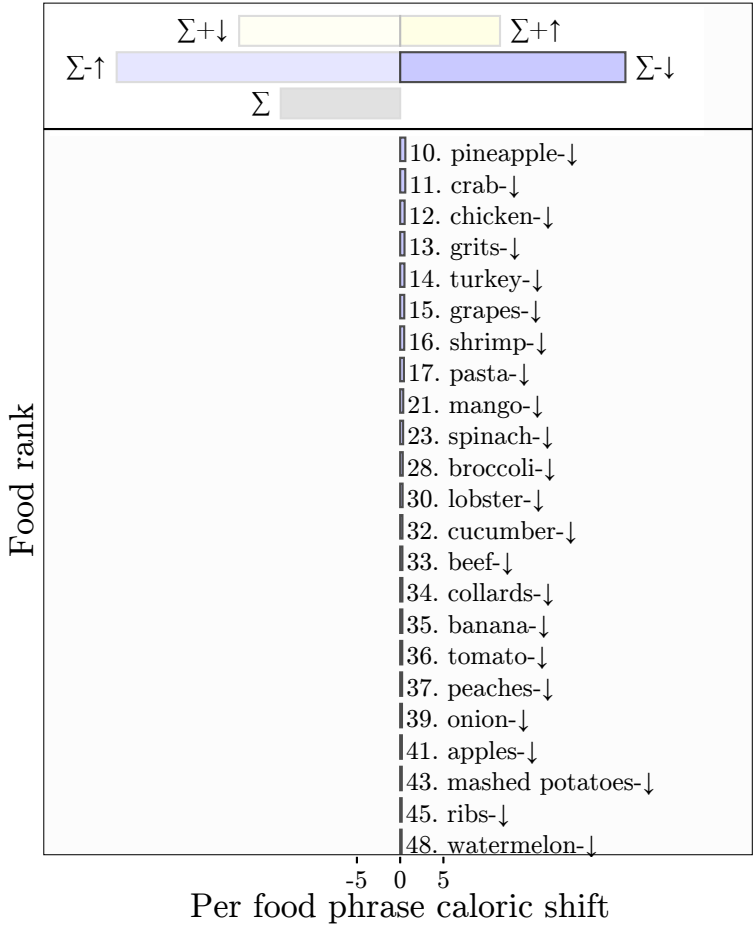 Σ+↓ Σ+↑
Σ-↑ Σ-↓
Σ
10. pineapple-↓
11. crab-↓
12. chicken-↓
13. grits-↓
14. turkey-↓
15. grapes-↓
16. shrimp-↓
17. pasta-↓
21. mango-↓
23. spinach-↓
28. broccoli-↓
30. lobster-↓
32. cucumber-↓
33. beef-↓
34. collards-↓
35. banana-↓
36. tomato-↓
37. peaches-↓
39. onion-↓
41. apples-↓
43. mashed potatoes-↓
45. ribs-↓
48. watermelon-↓
Food rank
-5 0 5
Per food phrase caloric shift